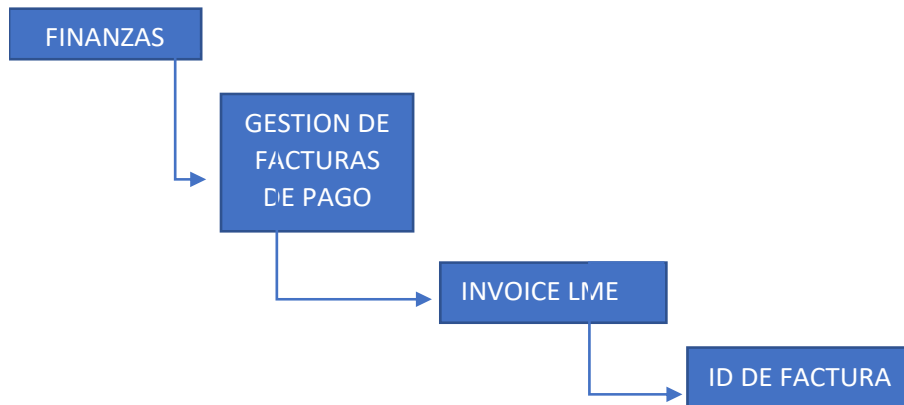 FINANZAS
GESTION DE
FACTURAS
DE PAGO
INVOICE LME
ID DE FACTURA